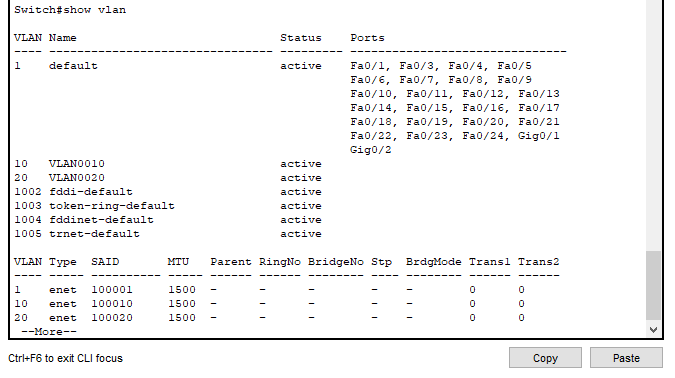 Switch#show vlan
VLAN Name                             Status    Ports
---- -------------------------------- --------- -------------------------------
1    default                          active    Fa0/1, Fa0/3, Fa0/4, Fa0/5
                                                Fa0/6, Fa0/7, Fa0/8, Fa0/9
                                                Fa0/10, Fa0/11, Fa0/12, Fa0/13
                                                Fa0/14, Fa0/15, Fa0/16, Fa0/17
                                                Fa0/18, Fa0/19, Fa0/20, Fa0/21
                                                Fa0/22, Fa0/23, Fa0/24, Gig0/1
                                                Gig0/2
10   VLAN0010                         active
20   VLAN0020                         active
1002 fddi-default                     active
1003 token-ring-default               active
1004 fddinet-default                  active
1005 trnet-default                    active
VLAN Type  SAID       MTU   Parent RingNo BridgeNo Stp  BrdgMode Trans1 Trans2
---- ----- ---------- ----- ------ ------ -------- ---- -------- ------ ------
1    enet  100001     1500  -      -      -        -    -        0      0
10   enet  100010     1500  -      -      -        -    -        0      0
20   enet  100020     1500  -      -      -        -    -        0      0
 --More--
Ctrl+F6 to exit CLI focus
Copy
Paste